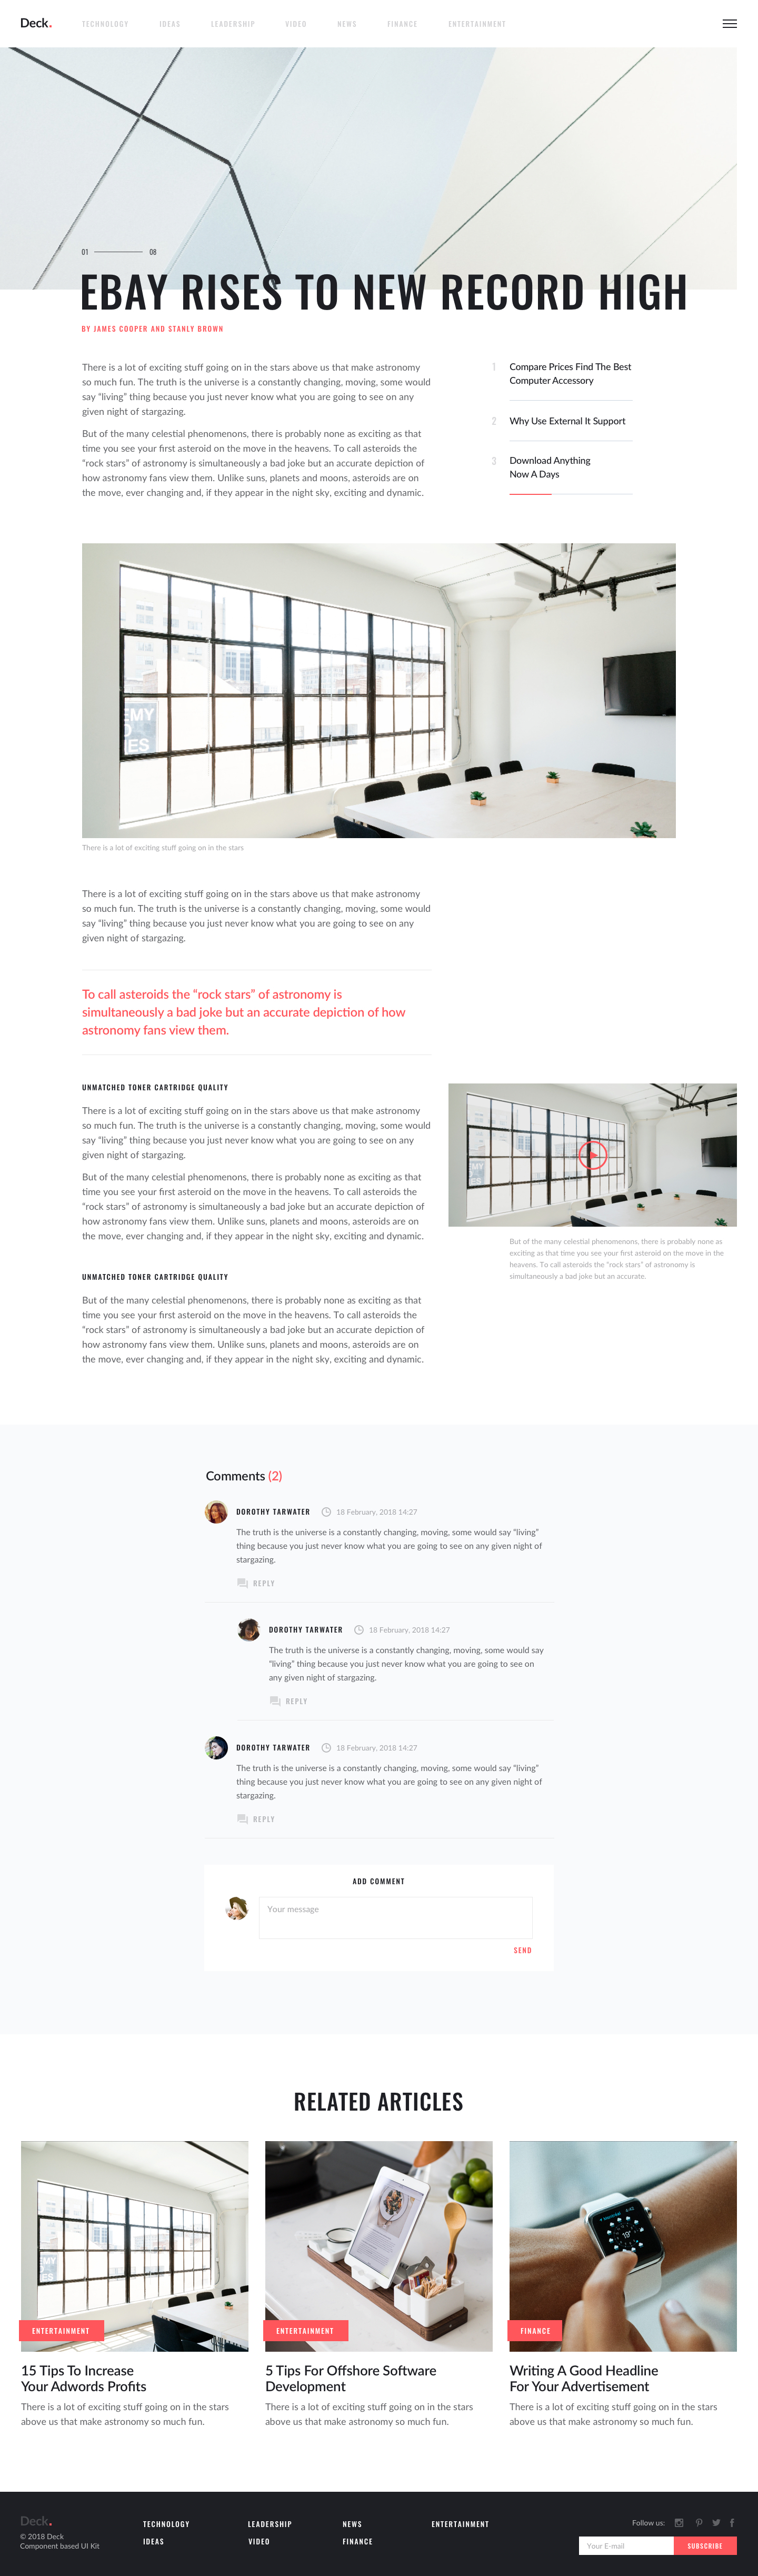 Deck.
TECHNOLOGY IDEAS LEADERSHIP VIDEO NEWS FINANCE ENTERTAINMENT
01 08
EBAY RISES TO NEW RECORD HIGH
BY JAMES COOPER AND STANLY BROWN
There is a lot of exciting stuff going on in the stars above us that make astronomy
so much fun. The truth is the universe is a constantly changing, moving, some would
say “living” thing because you just never know what you are going to see on any
given night of stargazing.
But of the many celestial phenomenons, there is probably none as exciting as that
time you see your first asteroid on the move in the heavens. To call asteroids the
“rock stars” of astronomy is simultaneously a bad joke but an accurate depiction of
how astronomy fans view them. Unlike suns, planets and moons, asteroids are on
the move, ever changing and, if they appear in the night sky, exciting and dynamic.
1 Compare Prices Find The Best
Computer Accessory
2 Why Use External It Support
3 Download Anything
Now A Days
EMY
There is a lot of exciting stuff going on in the stars
There is a lot of exciting stuff going on in the stars above us that make astronomy
so much fun. The truth is the universe is a constantly changing, moving, some would
say “living” thing because you just never know what you are going to see on any
given night of stargazing.
To call asteroids the “rock stars” of astronomy is
simultaneously a bad joke but an accurate depiction of how
astronomy fans view them.
UNMATCHED TONER CARTRIDGE QUALITY
There is a lot of exciting stuff going on in the stars above us that make astronomy
so much fun. The truth is the universe is a constantly changing, moving, some would
say “living” thing because you just never know what you are going to see on any
given night of stargazing.
But of the many celestial phenomenons, there is probably none as exciting as that
time you see your first asteroid on the move in the heavens. To call asteroids the
“rock stars” of astronomy is simultaneously a bad joke but an accurate depiction of
how astronomy fans view them. Unlike suns, planets and moons, asteroids are on
the move, ever changing and, if they appear in the night sky, exciting and dynamic.
But of the many celestial phenomenons, there is probably none as
exciting as that time you see your first asteroid on the move in the
heavens. To call asteroids the “rock stars” of astronomy is
simultaneously a bad joke but an accurate.
UNMATCHED TONER CARTRIDGE QUALITY
But of the many celestial phenomenons, there is probably none as exciting as that
time you see your first asteroid on the move in the heavens. To call asteroids the
“rock stars” of astronomy is simultaneously a bad joke but an accurate depiction of
how astronomy fans view them. Unlike suns, planets and moons, asteroids are on
the move, ever changing and, if they appear in the night sky, exciting and dynamic.
Comments (2)
DOROTHY TARWATER 18 February, 2018 14:27
The truth is the universe is a constantly changing, moving, some would say “living”
thing because you just never know what you are going to see on any given night of
stargazing.
REPLY
DOROTHY TARWATER 18 February, 2018 14:27
The truth is the universe is a constantly changing, moving, some would say
“living” thing because you just never know what you are going to see on
any given night of stargazing.
REPLY
DOROTHY TARWATER 18 February, 2018 14:27
The truth is the universe is a constantly changing, moving, some would say “living”
thing because you just never know what you are going to see on any given night of
stargazing.
REPLY
ADD COMMENT
Your message
SEND
RELATED ARTICLES
ENTERTAINMENT
15 Tips To Increase
Your Adwords Profits
There is a lot of exciting stuff going on in the stars
above us that make astronomy so much fun.
ENTERTAINMENT
5 Tips For Offshore Software
Development
There is a lot of exciting stuff going on in the stars
above us that make astronomy so much fun.
FINANCE
Writing A Good Headline
For Your Advertisement
There is a lot of exciting stuff going on in the stars
above us that make astronomy so much fun.
Deck.
© 2018 Deck
Component based UI Kit
TECHNOLOGY LEADERSHIP NEWS ENTERTAINMENT
IDEAS VIDEO FINANCE
Follow us:
Your E-mail SUBSCRIBE